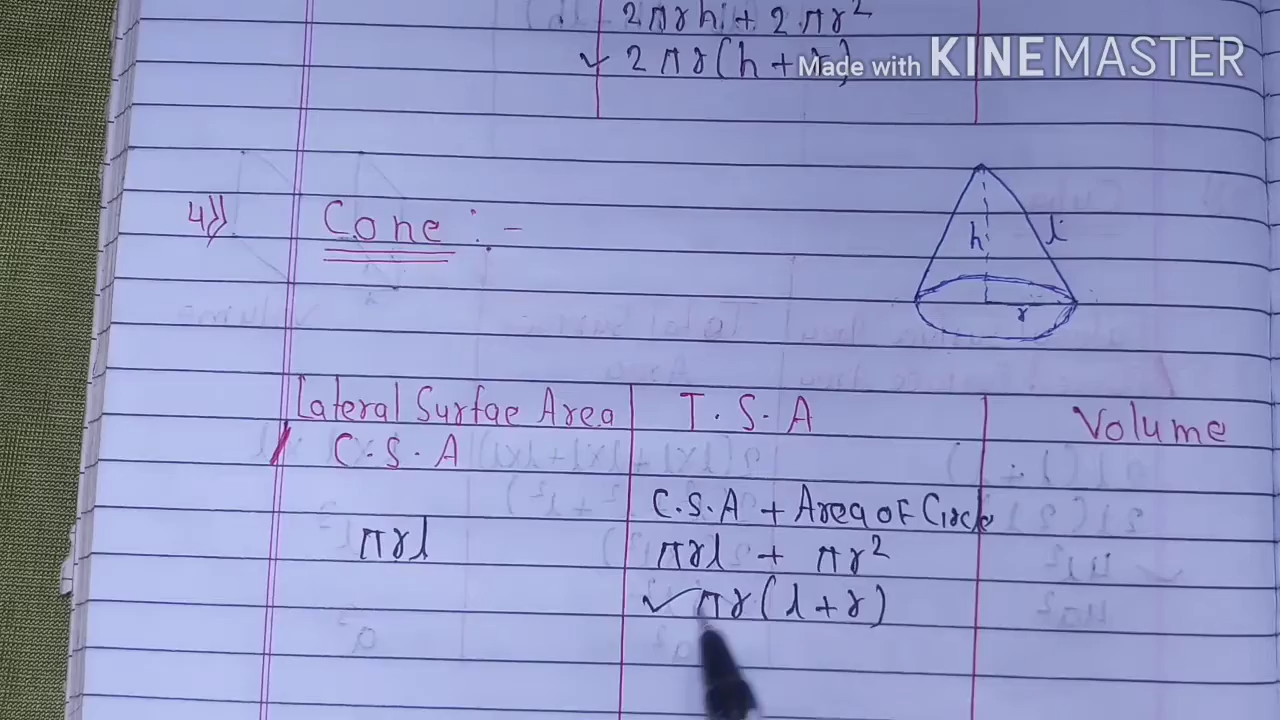 2πrh + 2πr²
✓ 2πr(h + r)
Made with KINEMASTER
4)) Cone :-
h
l
r
Lateral Surfae Area
T.S.A
Volume
C.S.A
C.S.A + Area of Circle
πrl
πrl + πr²
✓ πr(l + r)